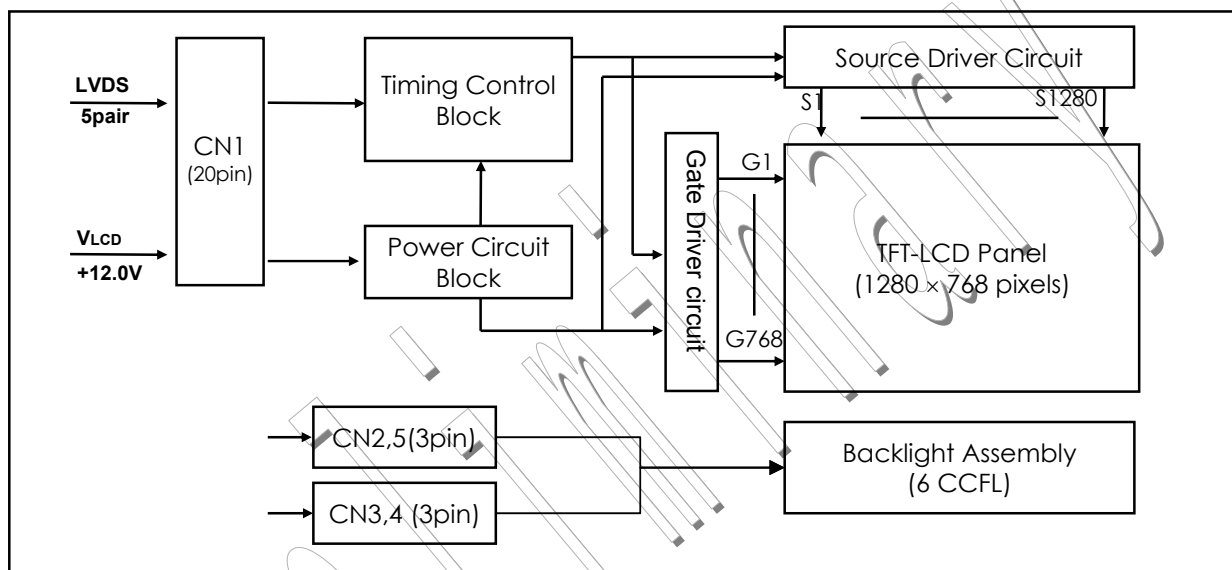 LVDS
5pair
VLCD
+12.0V
CN1
(20pin)
Timing Control
Block
Power Circuit
Block
Source Driver Circuit
S1
S1280
Gate Driver circuit
G1
G768
TFT-LCD Panel
(1280 × 768 pixels)
CN2,5(3pin)
CN3,4 (3pin)
Backlight Assembly
(6 CCFL)